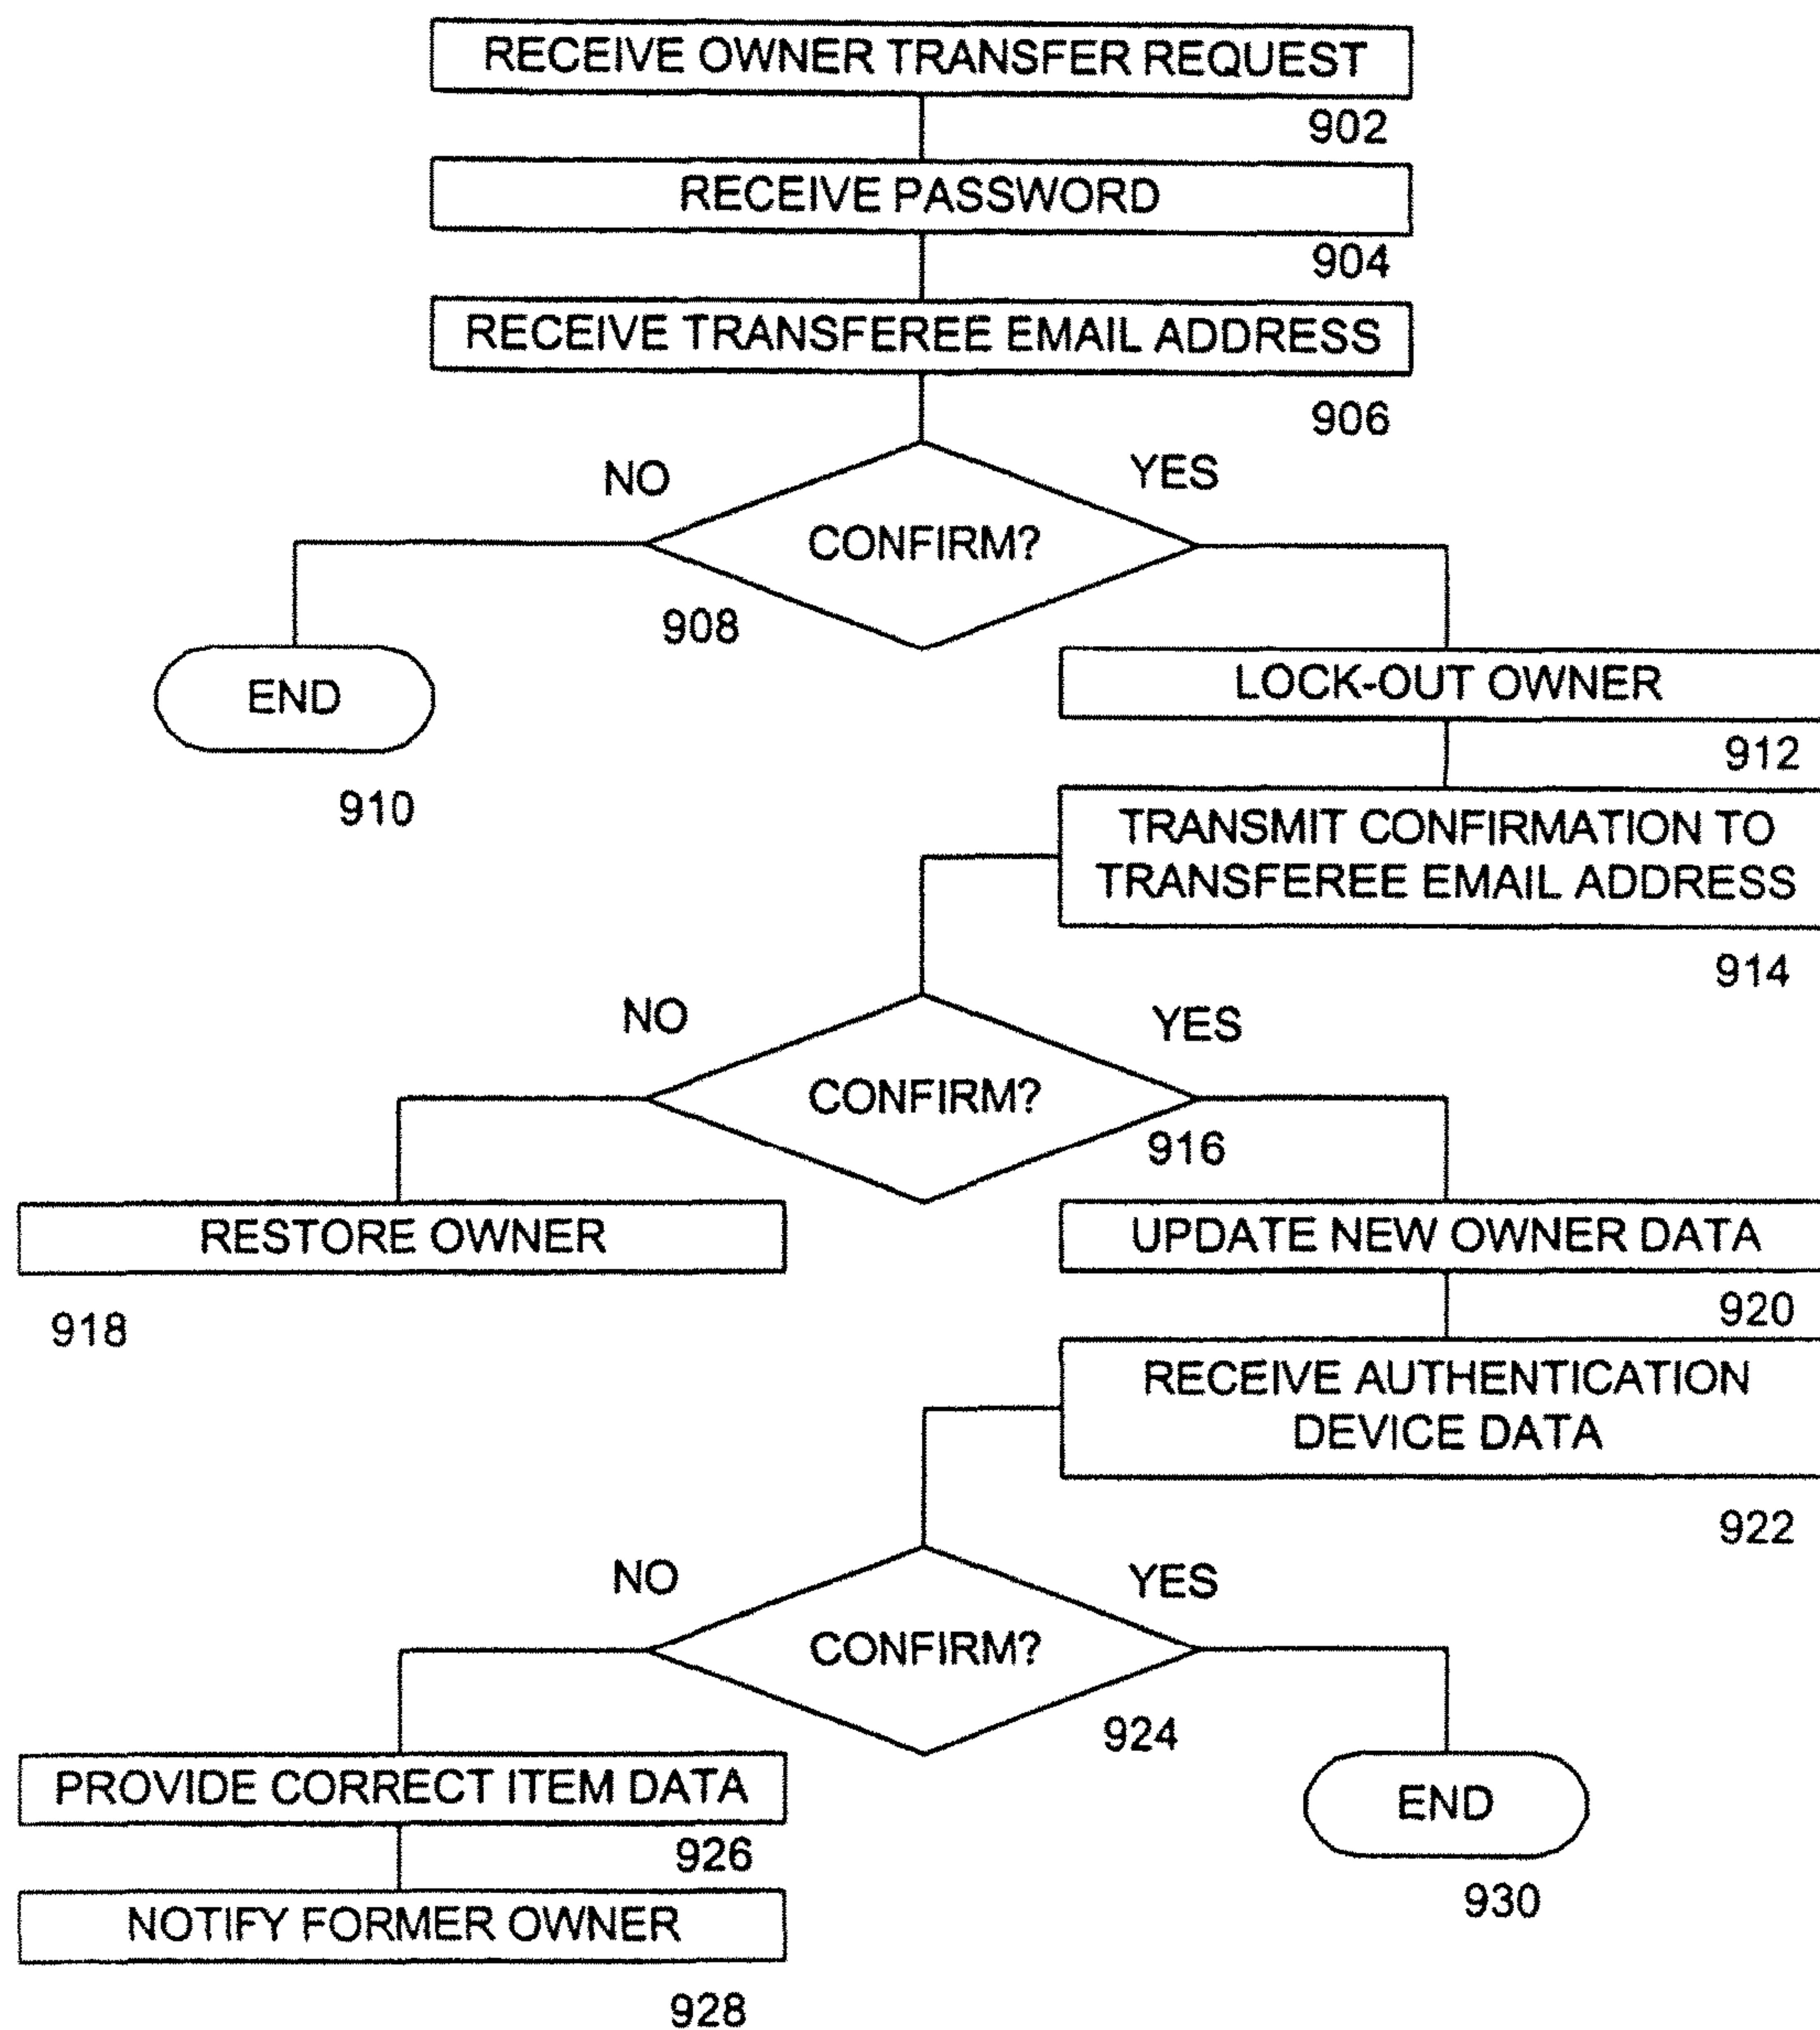 RECEIVE OWNER TRANSFER REQUEST
902
RECEIVE PASSWORD
904
RECEIVE TRANSFEREE EMAIL ADDRESS
906
NO
YES
CONFIRM?
908
END
910
LOCK-OUT OWNER
912
TRANSMIT CONFIRMATION TO
TRANSFEREE EMAIL ADDRESS
914
NO
YES
CONFIRM?
916
RESTORE OWNER
918
UPDATE NEW OWNER DATA
920
RECEIVE AUTHENTICATION
DEVICE DATA
922
NO
YES
CONFIRM?
924
PROVIDE CORRECT ITEM DATA
926
NOTIFY FORMER OWNER
928
END
930